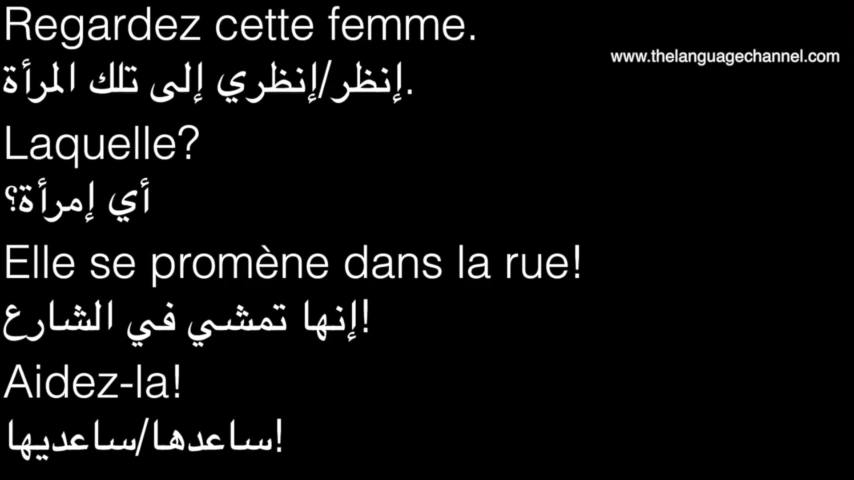 Regardez cette femme.
www.thelanguagechannel.com
إنظر/إنظري إلى تلك المرأة.
Laquelle?
أي إمرأة؟
Elle se promène dans la rue!
إنها تمشي في الشارع!
Aidez-la!
ساعدها/ساعديها!